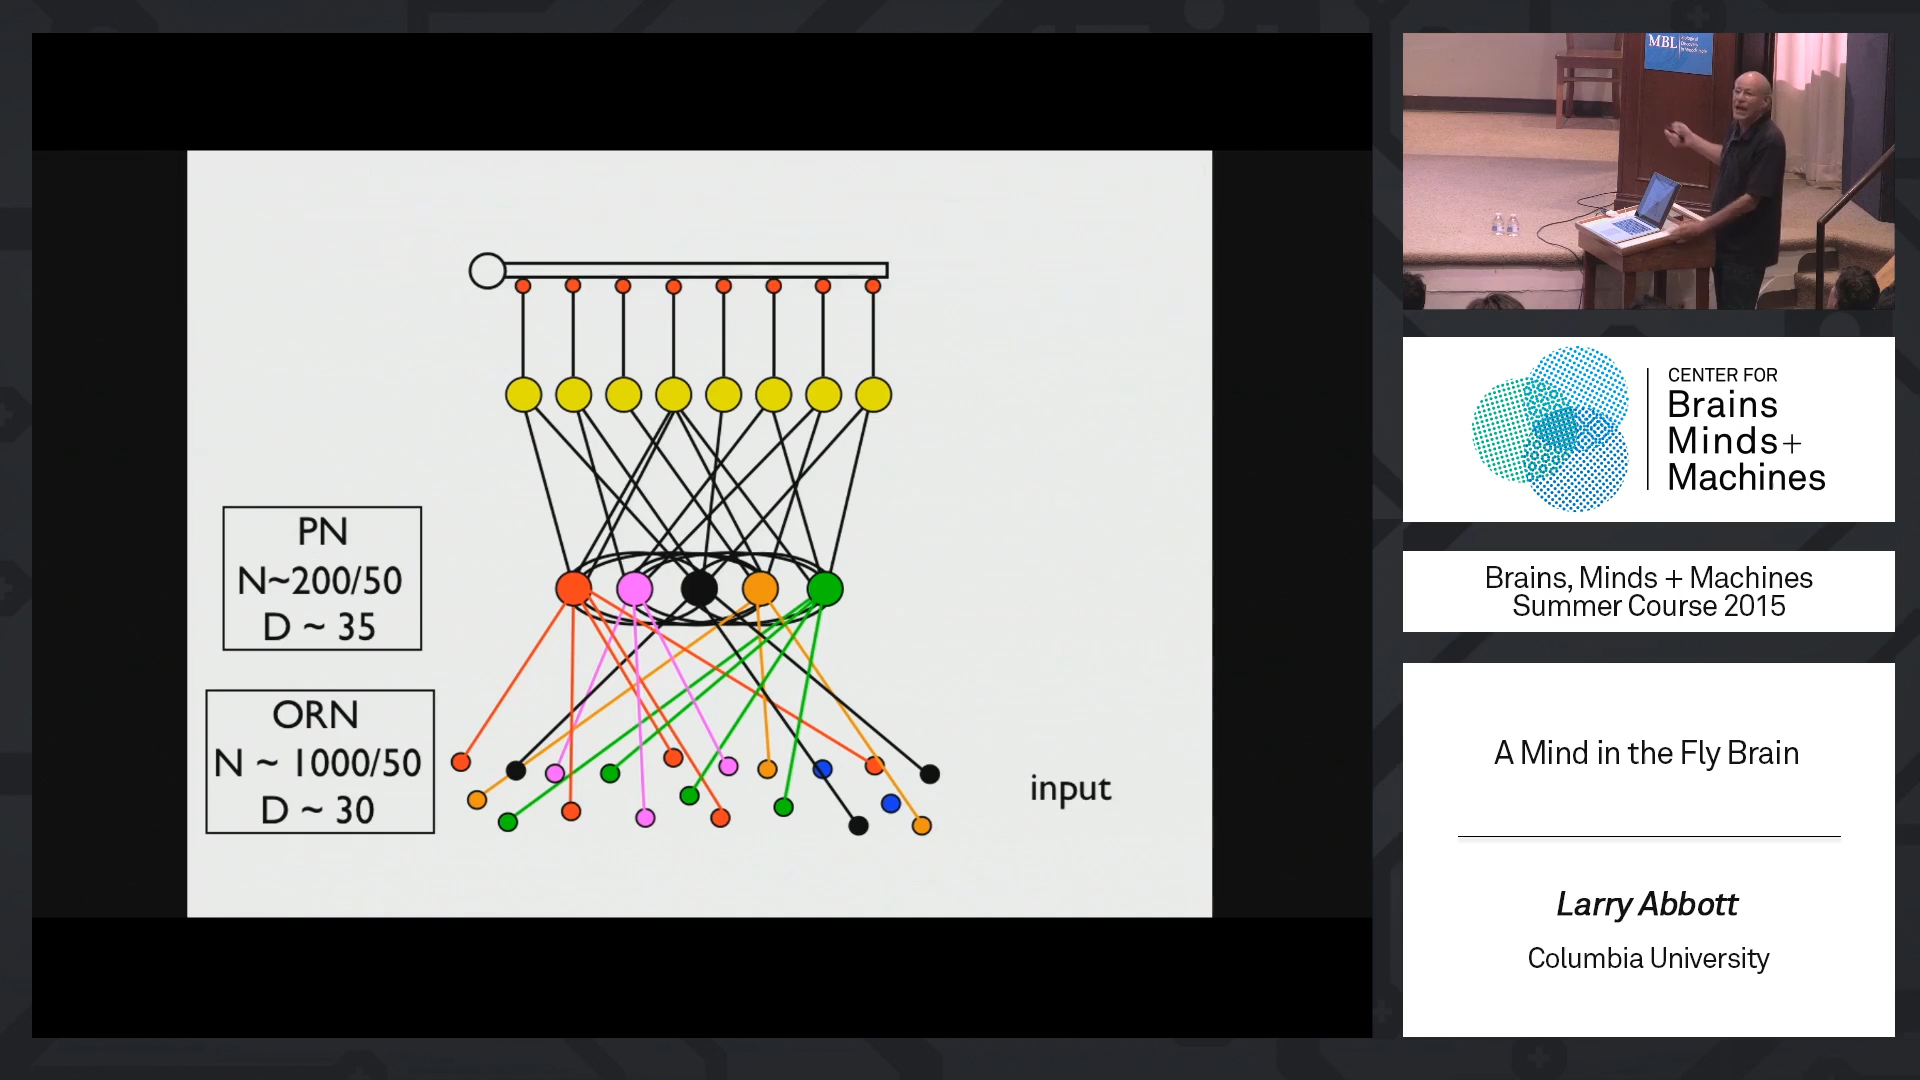 PN
N~200/50
D ~ 35
ORN
N ~ 1000/50
D ~ 30
input
MBL
CENTER FOR
Brains
Minds+
Machines
Brains, Minds + Machines
Summer Course 2015
A Mind in the Fly Brain
Larry Abbott
Columbia University